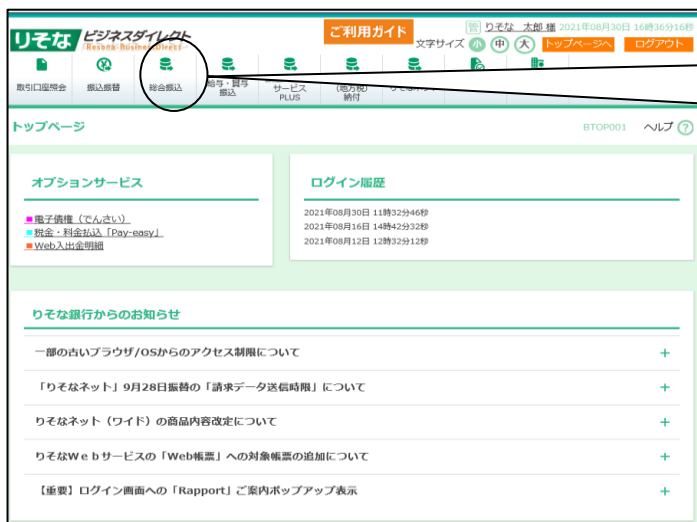 りそな ビジネスダイレクト
Resona Business Direct
ご利用ガイド
管 りそな 太郎 様 2021年08月30日 16時36分16秒
文字サイズ 小 中 大 トップページへ ログアウト
取引口座照会
振込振替
総合振込
給与・賞与
振込
サービス
PLUS
(地方税)
納付
トップページ
BTOP001 ヘルプ ?
オプションサービス
■電子債権(でんさい)
■税金・料金払込「Pay-easy」
■Web入出金明細
ログイン履歴
2021年08月30日 11時32分46秒
2021年08月16日 14時42分32秒
2021年08月12日 12時32分12秒
りそな銀行からのお知らせ
一部の古いブラウザ/OSからのアクセス制限について +
「りそなネット」9月28日振替の「請求データ送信時限」について +
りそなネット(ワイド)の商品内容改定について +
りそなWebサービスの「Web帳票」への対象帳票の追加について +
【重要】ログイン画面への「Rapport」ご案内ポップアップ表示 +